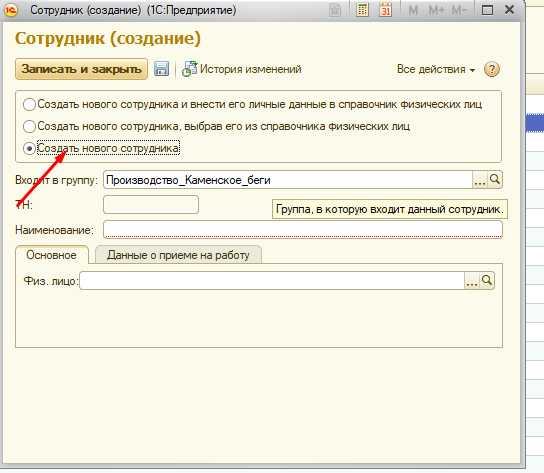 Сотрудник (создание) (1С:Предприятие)
M M+ M-
Сотрудник (создание)
Записать и закрыть История изменений Все действия ?
Создать нового сотрудника и внести его личные данные в справочник физических лиц
Создать нового сотрудника, выбрав его из справочника физических лиц
Создать нового сотрудника
Входит в группу: Производство_Каменское_беги ...
ТН:
Группа, в которую входит данный сотрудник.
Наименование:
Основное Данные о приеме на работу
Физ. лицо: ...